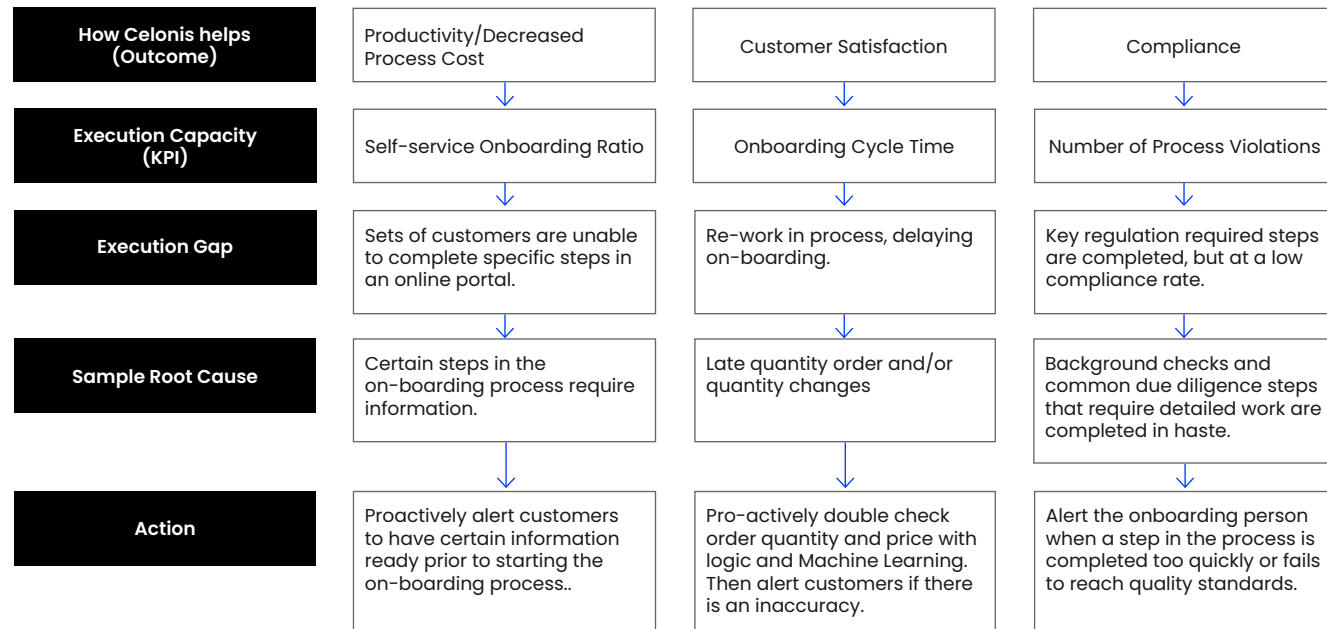 How Celonis helps
(Outcome)
Productivity/Decreased
Process Cost
Customer Satisfaction
Compliance
Execution Capacity
(KPI)
Self-service Onboarding Ratio
Onboarding Cycle Time
Number of Process Violations
Execution Gap
Sets of customers are unable
to complete specific steps in
an online portal.
Re-work in process, delaying
on-boarding.
Key regulation required steps
are completed, but at a low
compliance rate.
Sample Root Cause
Certain steps in the
on-boarding process require
information.
Late quantity order and/or
quantity changes
Background checks and
common due diligence steps
that require detailed work are
completed in haste.
Action
Proactively alert customers
to have certain information
ready prior to starting the
on-boarding process..
Pro-actively double check
order quantity and price with
logic and Machine Learning.
Then alert customers if there
is an inaccuracy.
Alert the onboarding person
when a step in the process is
completed too quickly or fails
to reach quality standards.